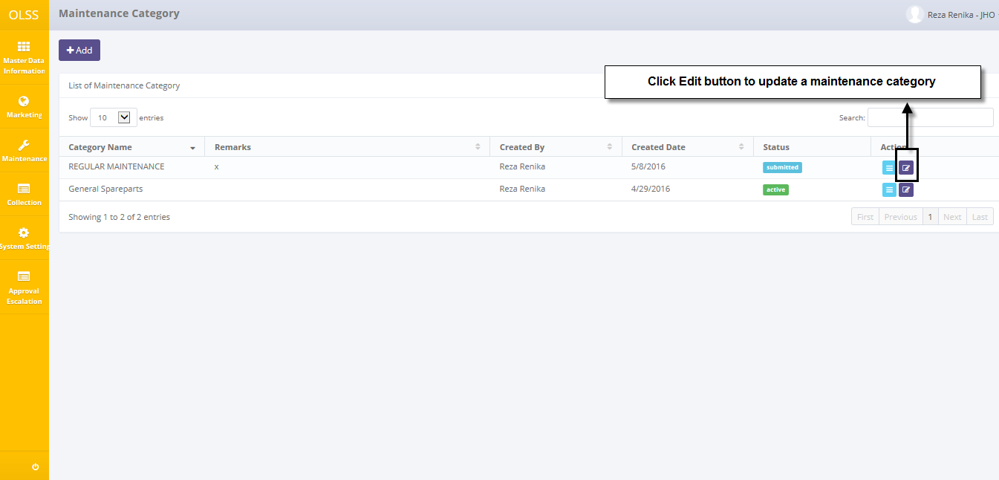 OLSS
Maintenance Category
Reza Renika - JHO
Master Data
Information
Marketing
Maintenance
Collection
System Setting
Approval
Escalation
Add
List of Maintenance Category
Click Edit button to update a maintenance category
Show 10 entries
Search:
Category Name Remarks Created By Created Date Status Action
REGULAR MAINTENANCE x Reza Renika 5/8/2016 submitted
General Spareparts Reza Renika 4/29/2016 active
Showing 1 to 2 of 2 entries
First Previous 1 Next Last